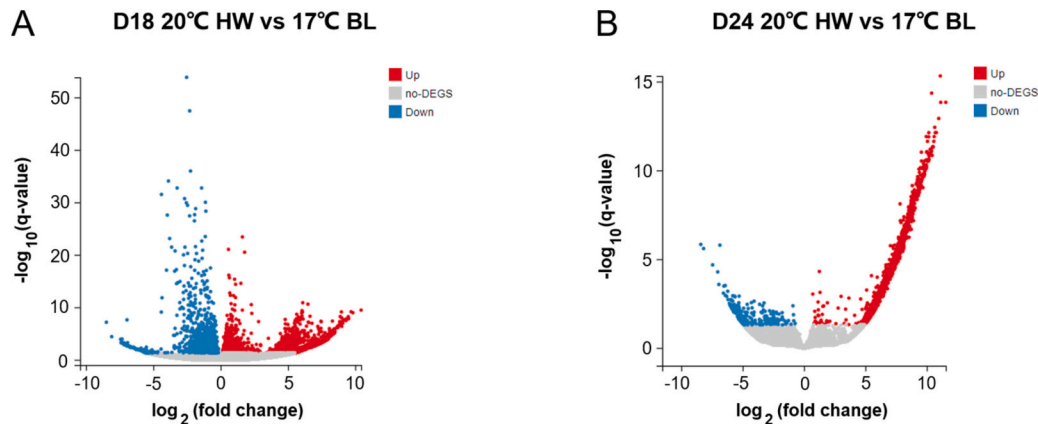 A
D18 20℃ HW vs 17℃ BL
Up
no-DEGS
Down
-log10(q-value)
50
40
30
20
10
0
-10
-5
0
5
10
log2 (fold change)
B
D24 20℃ HW vs 17℃ BL
Up
no-DEGS
Down
-log10(q-value)
15
10
5
0
-10
-5
0
5
10
log2 (fold change)